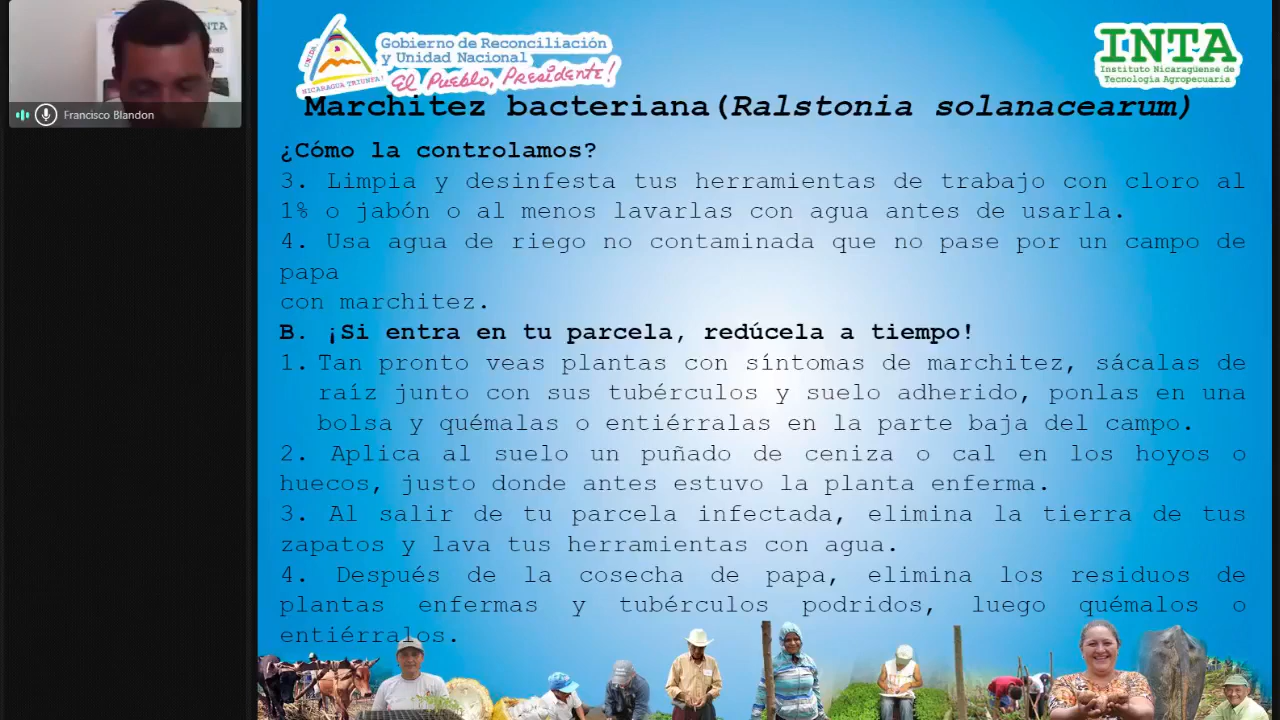 Francisco Blandon
UNIDA,
NICARAGUA TRIUNFA!
Gobierno de Reconciliación
y Unidad Nacional
El Pueblo, Presidente!
INTA
Instituto Nicaragüense de
Tecnología Agropecuaria
Marchitez bacteriana(Ralstonia solanacearum)
¿Cómo la controlamos?
3. Limpia y desinfesta tus herramientas de trabajo con cloro al
1% o jabón o al menos lavarlas con agua antes de usarla.
4. Usa agua de riego no contaminada que no pase por un campo de
papa
con marchitez.
B. ¡Si entra en tu parcela, redúcela a tiempo!
1. Tan pronto veas plantas con síntomas de marchitez, sácalas de
raíz junto con sus tubérculos y suelo adherido, ponlas en una
bolsa y quémalas o entiérralas en la parte baja del campo.
2. Aplica al suelo un puñado de ceniza o cal en los hoyos o
huecos, justo donde antes estuvo la planta enferma.
3. Al salir de tu parcela infectada, elimina la tierra de tus
zapatos y lava tus herramientas con agua.
4. Después de la cosecha de papa, elimina los residuos de
plantas enfermas y tubérculos podridos, luego quémalos o
entiérralos.